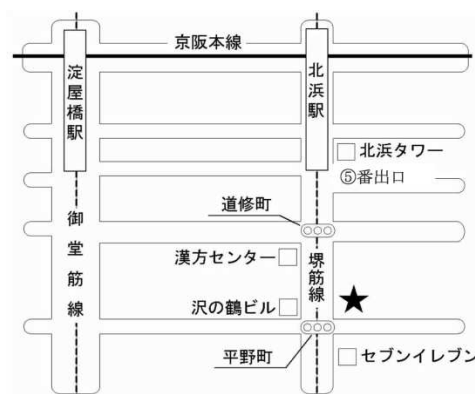 京阪本線
淀屋橋駅
北浜駅
北浜タワー
⑤番出口
道修町
御堂筋線
漢方センター
堺筋線
沢の鶴ビル
平野町
セブンイレブン